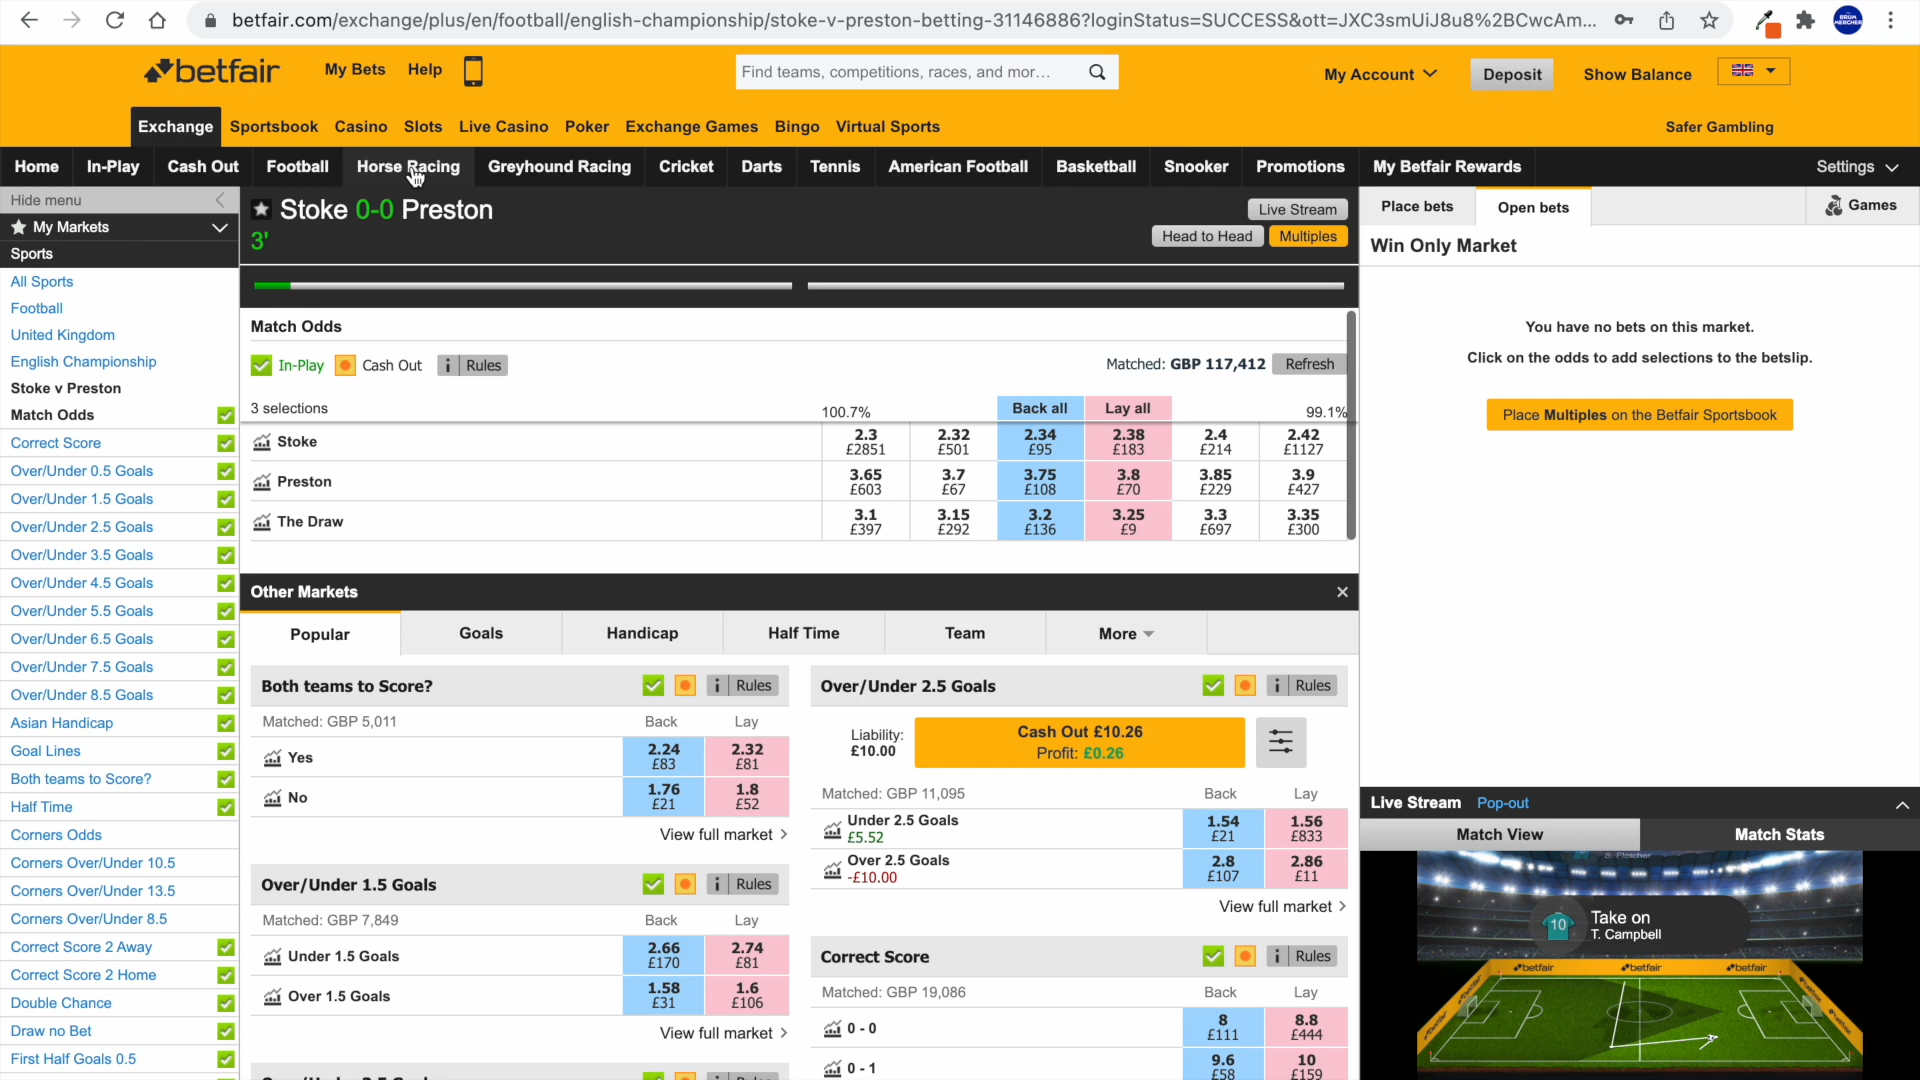 betfair.com/exchange/plus/en/football/english-championship/stoke-v-preston-betting-31146886?loginStatus=SUCCESS&ott=JXC3smUiJ8u8%2BCwcAm...
betfair
My Bets Help
Find teams, competitions, races, and mor...
My Account Deposit Show Balance
Exchange Sportsbook Casino Slots Live Casino Poker Exchange Games Bingo Virtual Sports Safer Gambling
Home In-Play Cash Out Football Horse Racing Greyhound Racing Cricket Darts Tennis American Football Basketball Snooker Promotions My Betfair Rewards Settings
Hide menu
My Markets
Sports
All Sports
Football
United Kingdom
English Championship
Stoke v Preston
Match Odds
Correct Score
Over/Under 0.5 Goals
Over/Under 1.5 Goals
Over/Under 2.5 Goals
Over/Under 3.5 Goals
Over/Under 4.5 Goals
Over/Under 5.5 Goals
Over/Under 6.5 Goals
Over/Under 7.5 Goals
Over/Under 8.5 Goals
Asian Handicap
Goal Lines
Both teams to Score?
Half Time
Corners Odds
Corners Over/Under 10.5
Corners Over/Under 13.5
Corners Over/Under 8.5
Correct Score 2 Away
Correct Score 2 Home
Double Chance
Draw no Bet
First Half Goals 0.5
Stoke 0-0 Preston
3'
Live Stream
Head to Head Multiples
Match Odds
In-Play Cash Out i Rules
Matched: GBP 117,412 Refresh
3 selections 100.7% Back all Lay all 99.1%
Stoke 2.3 2.32 2.34 2.38 2.4 2.42
£2851 £501 £95 £183 £214 £1127
Preston 3.65 3.7 3.75 3.8 3.85 3.9
£603 £67 £108 £70 £229 £427
The Draw 3.1 3.15 3.2 3.25 3.3 3.35
£397 £292 £136 £9 £697 £300
Other Markets
Popular Goals Handicap Half Time Team More
Both teams to Score? i Rules
Matched: GBP 5,011 Back Lay
Yes 2.24 2.32
£83 £81
No 1.76 1.8
£21 £52
View full market
Over/Under 1.5 Goals i Rules
Matched: GBP 7,849 Back Lay
Under 1.5 Goals 2.66 2.74
£170 £81
Over 1.5 Goals 1.58 1.6
£31 £106
View full market
Over/Under 2.5 Goals i Rules
Liability:
£10.00
Cash Out £10.26
Profit: £0.26
Matched: GBP 11,095 Back Lay
Under 2.5 Goals 1.54 1.56
£5.52 £21 £833
Over 2.5 Goals 2.8 2.86
-£10.00 £107 £11
View full market
Correct Score i Rules
Matched: GBP 19,086 Back Lay
0 - 0 8 8.8
£111 £444
0 - 1 9.6 10
£58 £159
Place bets Open bets Games
Win Only Market
You have no bets on this market.
Click on the odds to add selections to the betslip.
Place Multiples on the Betfair Sportsbook
Live Stream Pop-out
Match View Match Stats
S. Fletcher
10 Take on
T. Campbell
betfair betfair betfair